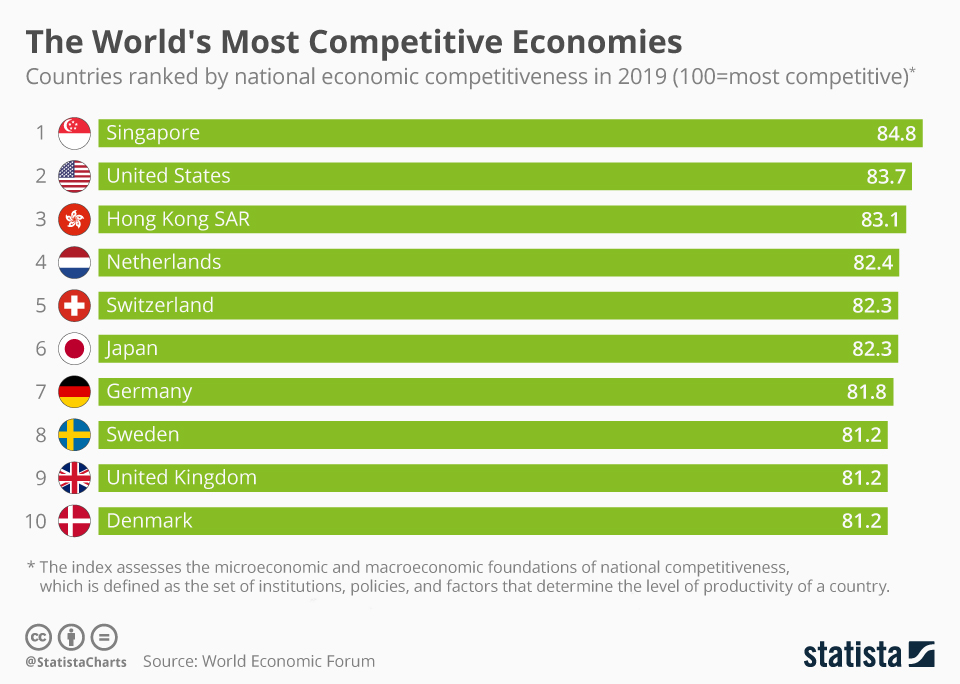 The World's Most Competitive Economies
Countries ranked by national economic competitiveness in 2019 (100=most competitive)*
1 Singapore 84.8
2 United States 83.7
3 Hong Kong SAR 83.1
4 Netherlands 82.4
5 Switzerland 82.3
6 Japan 82.3
7 Germany 81.8
8 Sweden 81.2
9 United Kingdom 81.2
10 Denmark 81.2
* The index assesses the microeconomic and macroeconomic foundations of national competitiveness,
which is defined as the set of institutions, policies, and factors that determine the level of productivity of a country.
cc
@StatistaCharts Source: World Economic Forum
statista